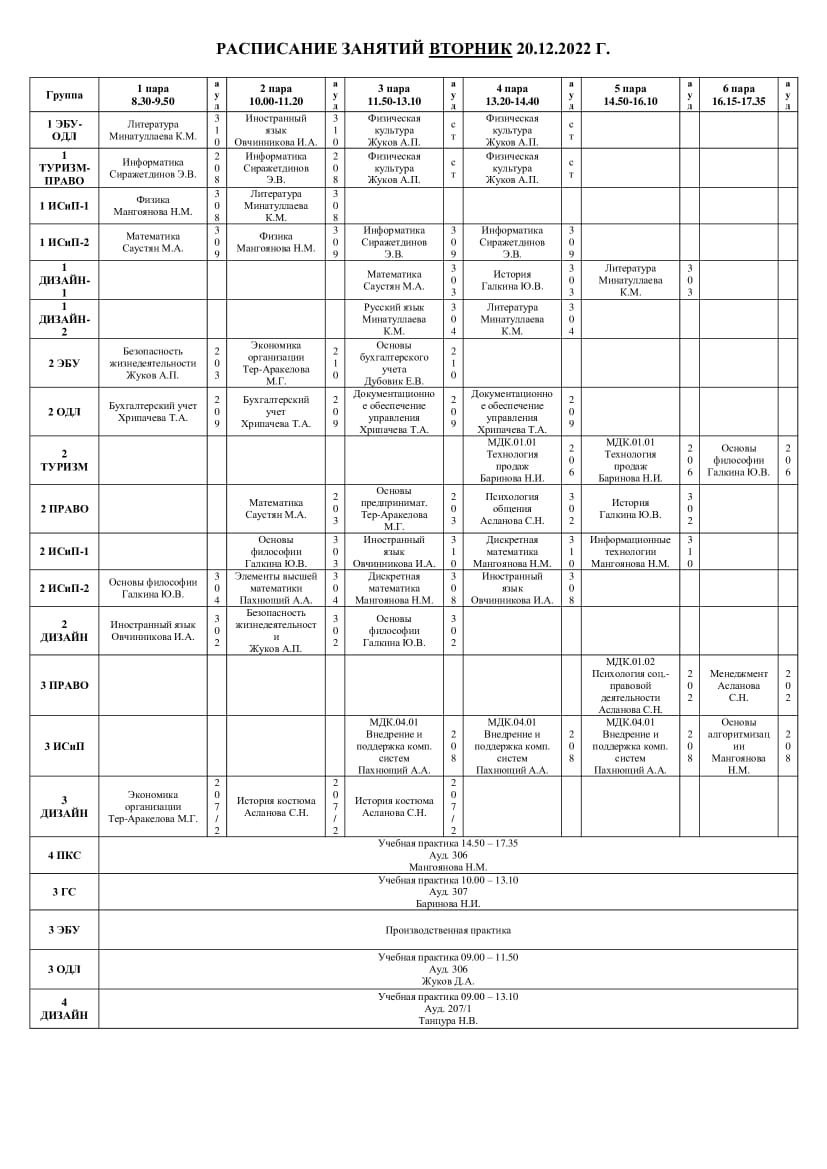 РАСПИСАНИЕ ЗАНЯТИЙ ВТОРНИК 20.12.2022 Г.
Группа 1 пара 8.30-9.50 ауд 2 пара 10.00-11.20 ауд 3 пара 11.50-13.10 ауд 4 пара 13.20-14.40 ауд 5 пара 14.50-16.10 ауд 6 пара 16.15-17.35 ауд
1 ЭБУ-ОДЛ Литература Минатуллаева К.М. 310 Иностранный язык Овчинникова И.А. 310 Физическая культура Жуков А.П. ст Физическая культура Жуков А.П. ст
1 ТУРИЗМ-ПРАВО Информатика Сиражетдинов Э.В. 208 Информатика Сиражетдинов Э.В. 208 Физическая культура Жуков А.П. ст Физическая культура Жуков А.П. ст
1 ИСиП-1 Физика Мангоянова Н.М. 308 Литература Минатуллаева К.М. 308
1 ИСиП-2 Математика Саустян М.А. 309 Физика Мангоянова Н.М. 309 Информатика Сиражетдинов Э.В. 309 Информатика Сиражетдинов Э.В. 309
1 ДИЗАЙН-1 Математика Саустян М.А. 303 История Галкина Ю.В. 303 Литература Минатуллаева К.М. 303
1 ДИЗАЙН-2 Русский язык Минатуллаева К.М. 304 Литература Минатуллаева К.М. 304
2 ЭБУ Безопасность жизнедеятельности Жуков А.П. 203 Экономика организации Тер-Аракелова М.Г. 210 Основы бухгалтерского учета Дубовик Е.В. 210
2 ОДЛ Бухгалтерский учет Хрипачева Т.А. 209 Бухгалтерский учет Хрипачева Т.А. 209 Документационно е обеспечение управления Хрипачева Т.А. 209 Документационно е обеспечение управления Хрипачева Т.А. 209
2 ТУРИЗМ МДК.01.01 Технология продаж Баринова Н.И. 206 МДК.01.01 Технология продаж Баринова Н.И. 206 Основы философии Галкина Ю.В. 206
2 ПРАВО Математика Саустян М.А. 203 Основы предпринимат. Тер-Аракелова М.Г. 203 Психология общения Асланова С.Н. 302 История Галкина Ю.В. 302
2 ИСиП-1 Основы философии Галкина Ю.В. 303 Иностранный язык Овчинникова И.А. 310 Дискретная математика Мангоянова Н.М. 310 Информационные технологии Мангоянова Н.М. 310
2 ИСиП-2 Основы философии Галкина Ю.В. 304 Элементы высшей математики Пахнющий А.А. 304 Дискретная математика Мангоянова Н.М. 308 Иностранный язык Овчинникова И.А. 308
2 ДИЗАЙН Иностранный язык Овчинникова И.А. 302 Безопасность жизнедеятельност и Жуков А.П. 302 Основы философии Галкина Ю.В. 302
3 ПРАВО МДК.01.02 Психология соц.-правовой деятельности Асланова С.Н. 202 Менеджмент Асланова С.Н. 202
3 ИСиП МДК.04.01 Внедрение и поддержка комп. систем Пахнющий А.А. 208 МДК.04.01 Внедрение и поддержка комп. систем Пахнющий А.А. 208 МДК.04.01 Внедрение и поддержка комп. систем Пахнющий А.А. 208 Основы алгоритмизац ии Мангоянова Н.М. 208
3 ДИЗАЙН Экономика организации Тер-Аракелова М.Г. 207/2 История костюма Асланова С.Н. 207/2 История костюма Асланова С.Н. 207/2
4 ПКС Учебная практика 14.50 – 17.35
Ауд. 306
Мангоянова Н.М.
3 ГС Учебная практика 10.00 – 13.10
Ауд. 307
Баринова Н.И.
3 ЭБУ Производственная практика
3 ОДЛ Учебная практика 09.00 – 11.50
Ауд. 306
Жуков Д.А.
4 ДИЗАЙН Учебная практика 09.00 – 13.10
Ауд. 207/1
Танцура Н.В.